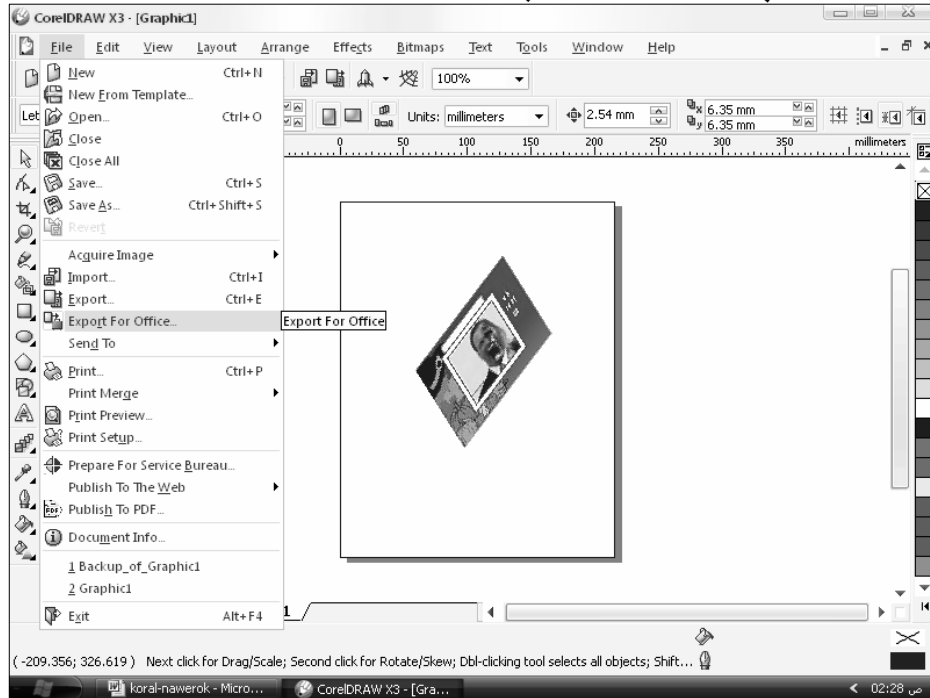 CorelDRAW X3 - [Graphic1]
File Edit View Layout Arrange Effects Bitmaps Text Tools Window Help
100%
Let
Units: millimeters
2.54 mm
x 6.35 mm
y 6.35 mm
0 50 100 150 200 250 300 350 millimeters
New Ctrl+N
New From Template...
Open... Ctrl+O
Close
Close All
Save... Ctrl+S
Save As... Ctrl+Shift+S
Revert
Acquire Image
Import... Ctrl+I
Export... Ctrl+E
Export For Office...
Export For Office
Send To
Print... Ctrl+P
Print Merge
Print Preview...
Print Setup...
Prepare For Service Bureau...
Publish To The Web
Publish To PDF...
Document Info...
1 Backup_of_Graphic1
2 Graphic1
Exit Alt+F4
1
( -209.356; 326.619 ) Next click for Drag/Scale; Second click for Rotate/Skew; Dbl-clicking tool selects all objects; Shift...
koral-nawerok - Micro...
CorelDRAW X3 - [Gra...
02:28 ص